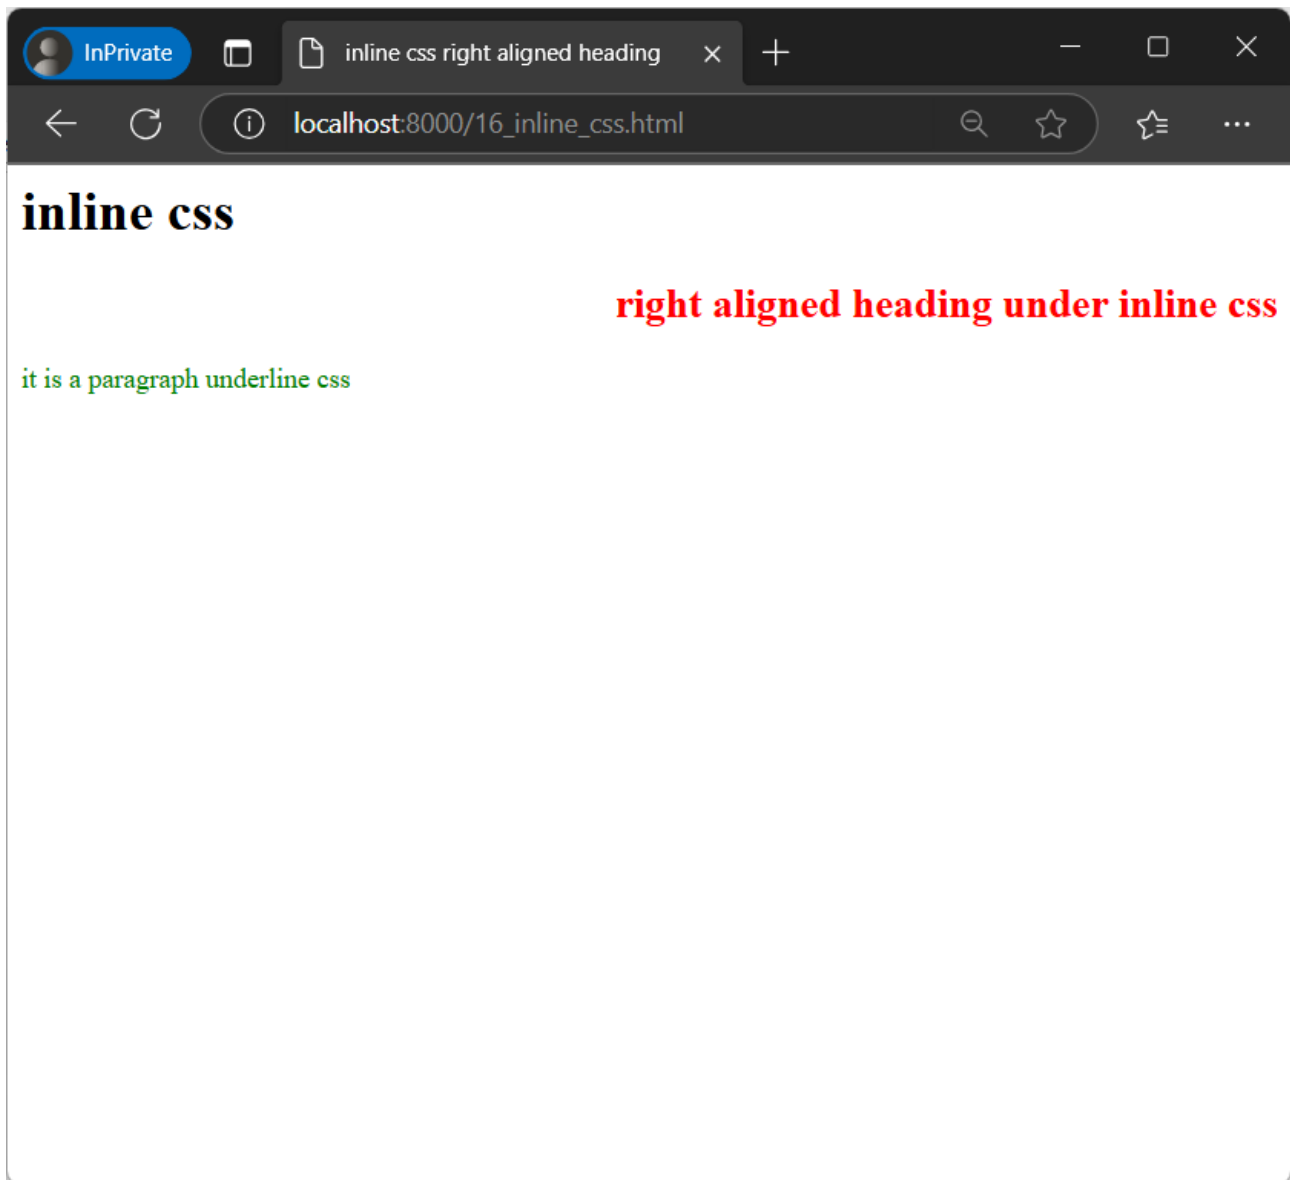 InPrivate
inline css right aligned heading
localhost:8000/16_inline_css.html
inline css
right aligned heading under inline css
it is a paragraph underline css